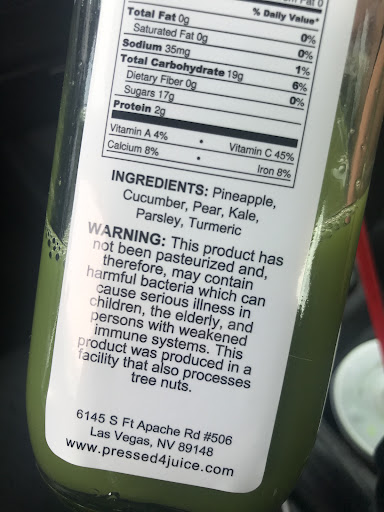 Fat 0
% Daily Value*
Total Fat 0g 0%
Saturated Fat 0g 0%
Sodium 35mg 1%
Total Carbohydrate 19g 6%
Dietary Fiber 0g 0%
Sugars 17g
Protein 2g
Vitamin A 4% • Vitamin C 45%
Calcium 8% • Iron 8%
INGREDIENTS: Pineapple,
Cucumber, Pear, Kale,
Parsley, Turmeric
WARNING: This product has
not been pasteurized and,
therefore, may contain
harmful bacteria which can
cause serious illness in
children, the elderly, and
persons with weakened
immune systems. This
product was produced in a
facility that also processes
tree nuts.
6145 S Ft Apache Rd #506
Las Vegas, NV 89148
www.pressed4juice.com